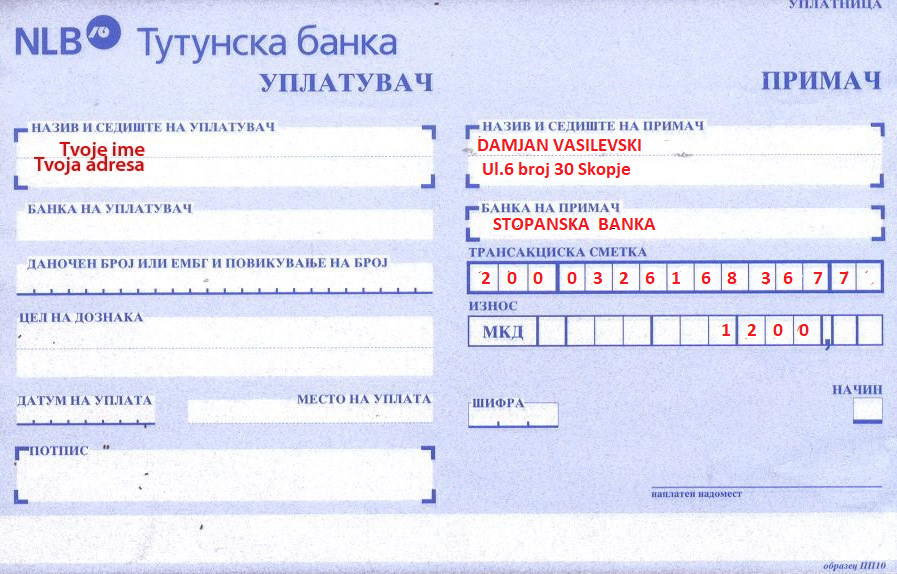 УПЛАТНИЦА
NLB Тутунска банка
УПЛАТУВАЧ
НАЗИВ И СЕДИШТЕ НА УПЛАТУВАЧ
Tvoje ime
Tvoja adresa
БАНКА НА УПЛАТУВАЧ
ДАНОЧЕН БРОЈ ИЛИ ЕМБГ И ПОВИКУВАЊЕ НА БРОЈ
ЦЕЛ НА ДОЗНАКА
ДАТУМ НА УПЛАТА
МЕСТО НА УПЛАТА
ПОТПИС
ПРИМАЧ
НАЗИВ И СЕДИШТЕ НА ПРИМАЧ
DAMJAN VASILEVSKI
Ul.6 broj 30 Skopje
БАНКА НА ПРИМАЧ
STOPANSKA BANKA
ТРАНСАКЦИСКА СМЕТКА
2 0 0 0 3 2 6 1 6 8 3 6 7 7
ИЗНОС
МКД 1 2 0 0 ,
ШИФРА
НАЧИН
наплатен надомест
образец ПП10